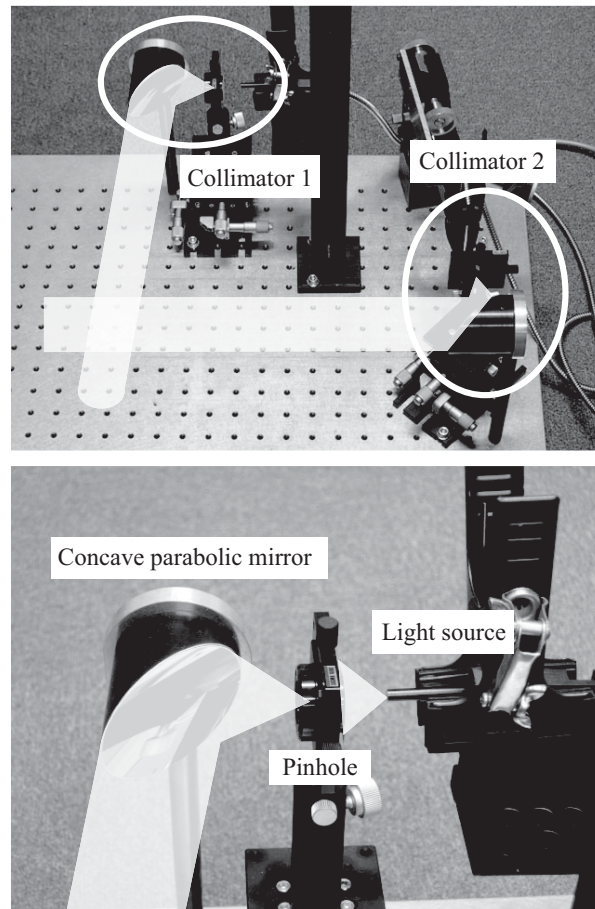 Collimator 1
Collimator 2
Concave parabolic mirror
Light source
Pinhole